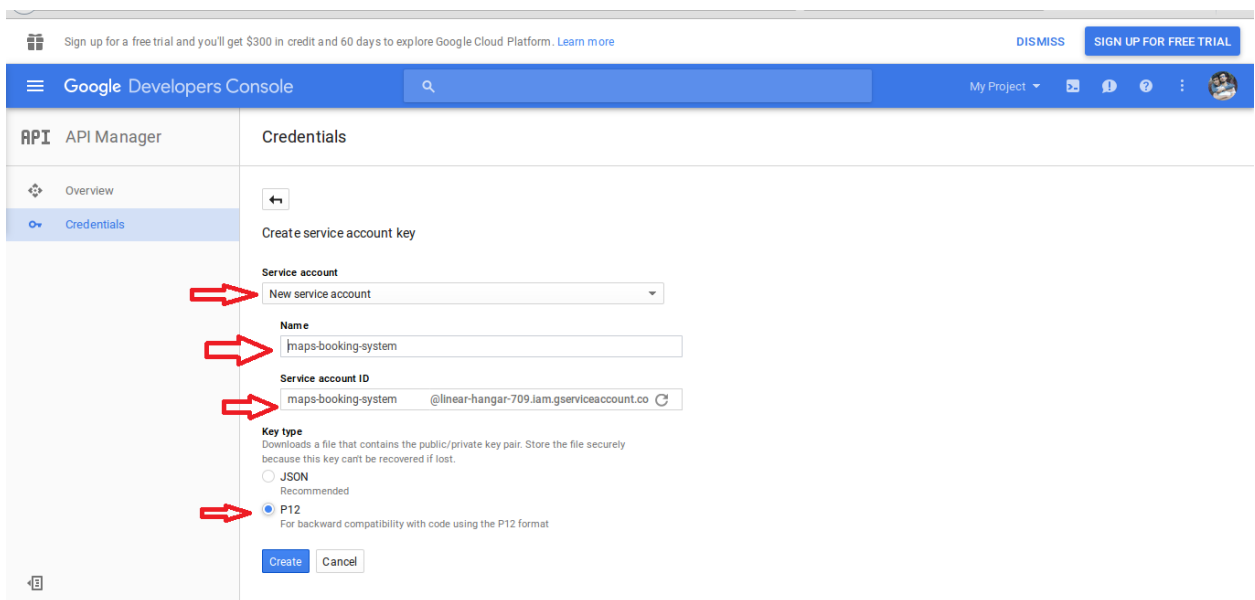 Sign up for a free trial and you'll get $300 in credit and 60 days to explore Google Cloud Platform. Learn more
DISMISS
SIGN UP FOR FREE TRIAL
Google Developers Console
My Project
API API Manager
Credentials
Overview
Credentials
Create service account key
Service account
New service account
Name
maps-booking-system
Service account ID
maps-booking-system @linear-hangar-709.iam.gserviceaccount.co
Key type
Downloads a file that contains the public/private key pair. Store the file securely
because this key can't be recovered if lost.
JSON
Recommended
P12
For backward compatibility with code using the P12 format
Create
Cancel